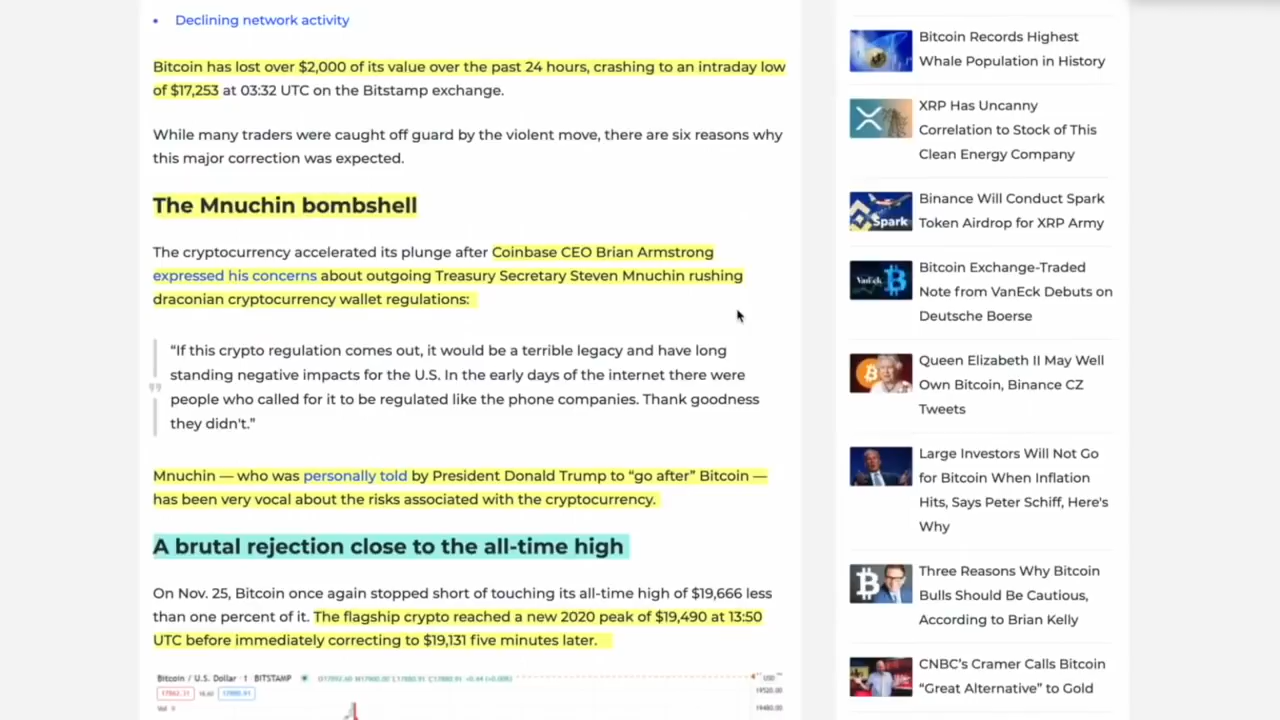 • Declining network activity
Bitcoin has lost over $2,000 of its value over the past 24 hours, crashing to an intraday low
of $17,253 at 03:32 UTC on the Bitstamp exchange.
While many traders were caught off guard by the violent move, there are six reasons why
this major correction was expected.
The Mnuchin bombshell
The cryptocurrency accelerated its plunge after Coinbase CEO Brian Armstrong
expressed his concerns about outgoing Treasury Secretary Steven Mnuchin rushing
draconian cryptocurrency wallet regulations:
“If this crypto regulation comes out, it would be a terrible legacy and have long
standing negative impacts for the U.S. In the early days of the internet there were
people who called for it to be regulated like the phone companies. Thank goodness
they didn't.”
Mnuchin — who was personally told by President Donald Trump to “go after” Bitcoin —
has been very vocal about the risks associated with the cryptocurrency.
A brutal rejection close to the all-time high
On Nov. 25, Bitcoin once again stopped short of touching its all-time high of $19,666 less
than one percent of it. The flagship crypto reached a new 2020 peak of $19,490 at 13:50
UTC before immediately correcting to $19,131 five minutes later.
Bitcoin / U.S. Dollar · 1 BITSTAMP
USD
19520.00
19480.00
Vol 9
Bitcoin Records Highest
Whale Population in History
XRP Has Uncanny
Correlation to Stock of This
Clean Energy Company
Spark
Binance Will Conduct Spark
Token Airdrop for XRP Army
VanEck
Bitcoin Exchange-Traded
Note from VanEck Debuts on
Deutsche Boerse
Queen Elizabeth II May Well
Own Bitcoin, Binance CZ
Tweets
Large Investors Will Not Go
for Bitcoin When Inflation
Hits, Says Peter Schiff, Here's
Why
Three Reasons Why Bitcoin
Bulls Should Be Cautious,
According to Brian Kelly
CNBC’s Cramer Calls Bitcoin
“Great Alternative” to Gold